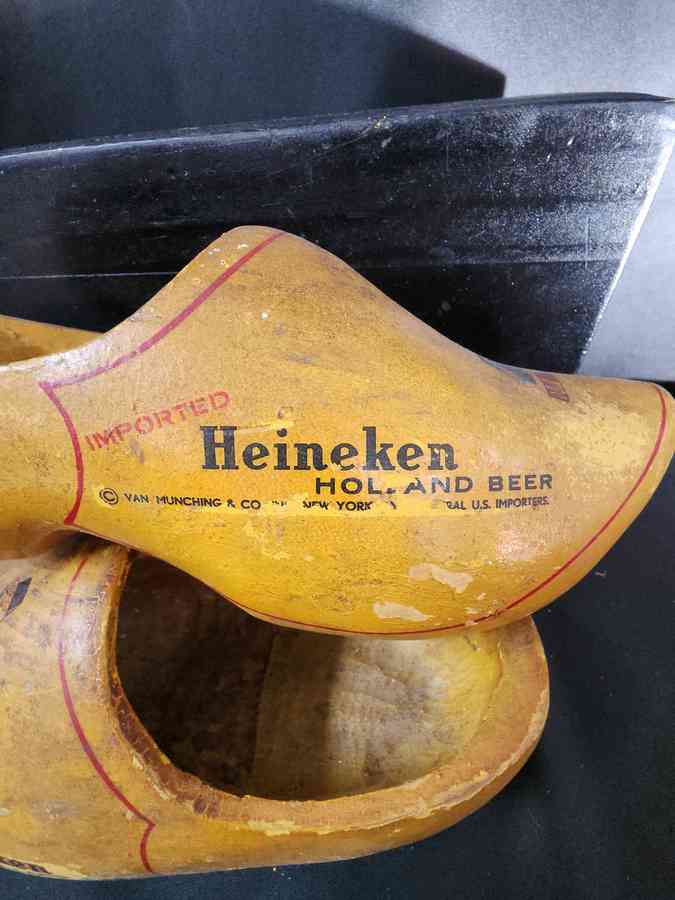 IMPORTED
Heineken
HOLLAND BEER
© VAN MUNCHING & CO NEW YORK U.S. IMPORTERS.